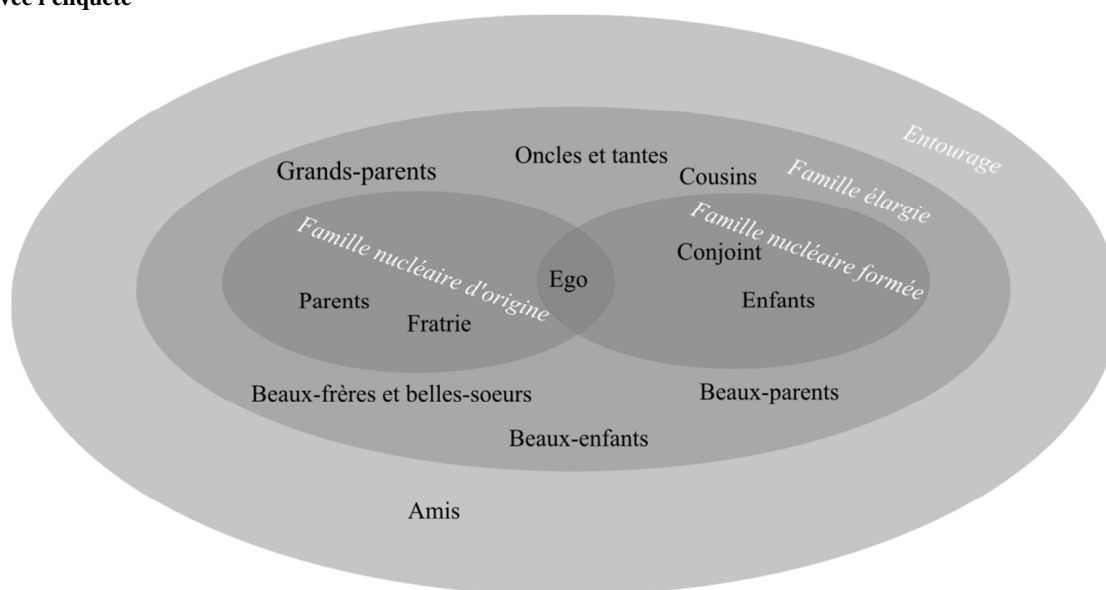 l'enquête
Entourage
Oncles et tantes
Grands-parents
Cousins
Famille élargie
Famille nucléaire d'origine
Famille nucléaire formée
Conjoint
Ego
Parents
Enfants
Fratrie
Beaux-frères et belles-soeurs
Beaux-parents
Beaux-enfants
Amis